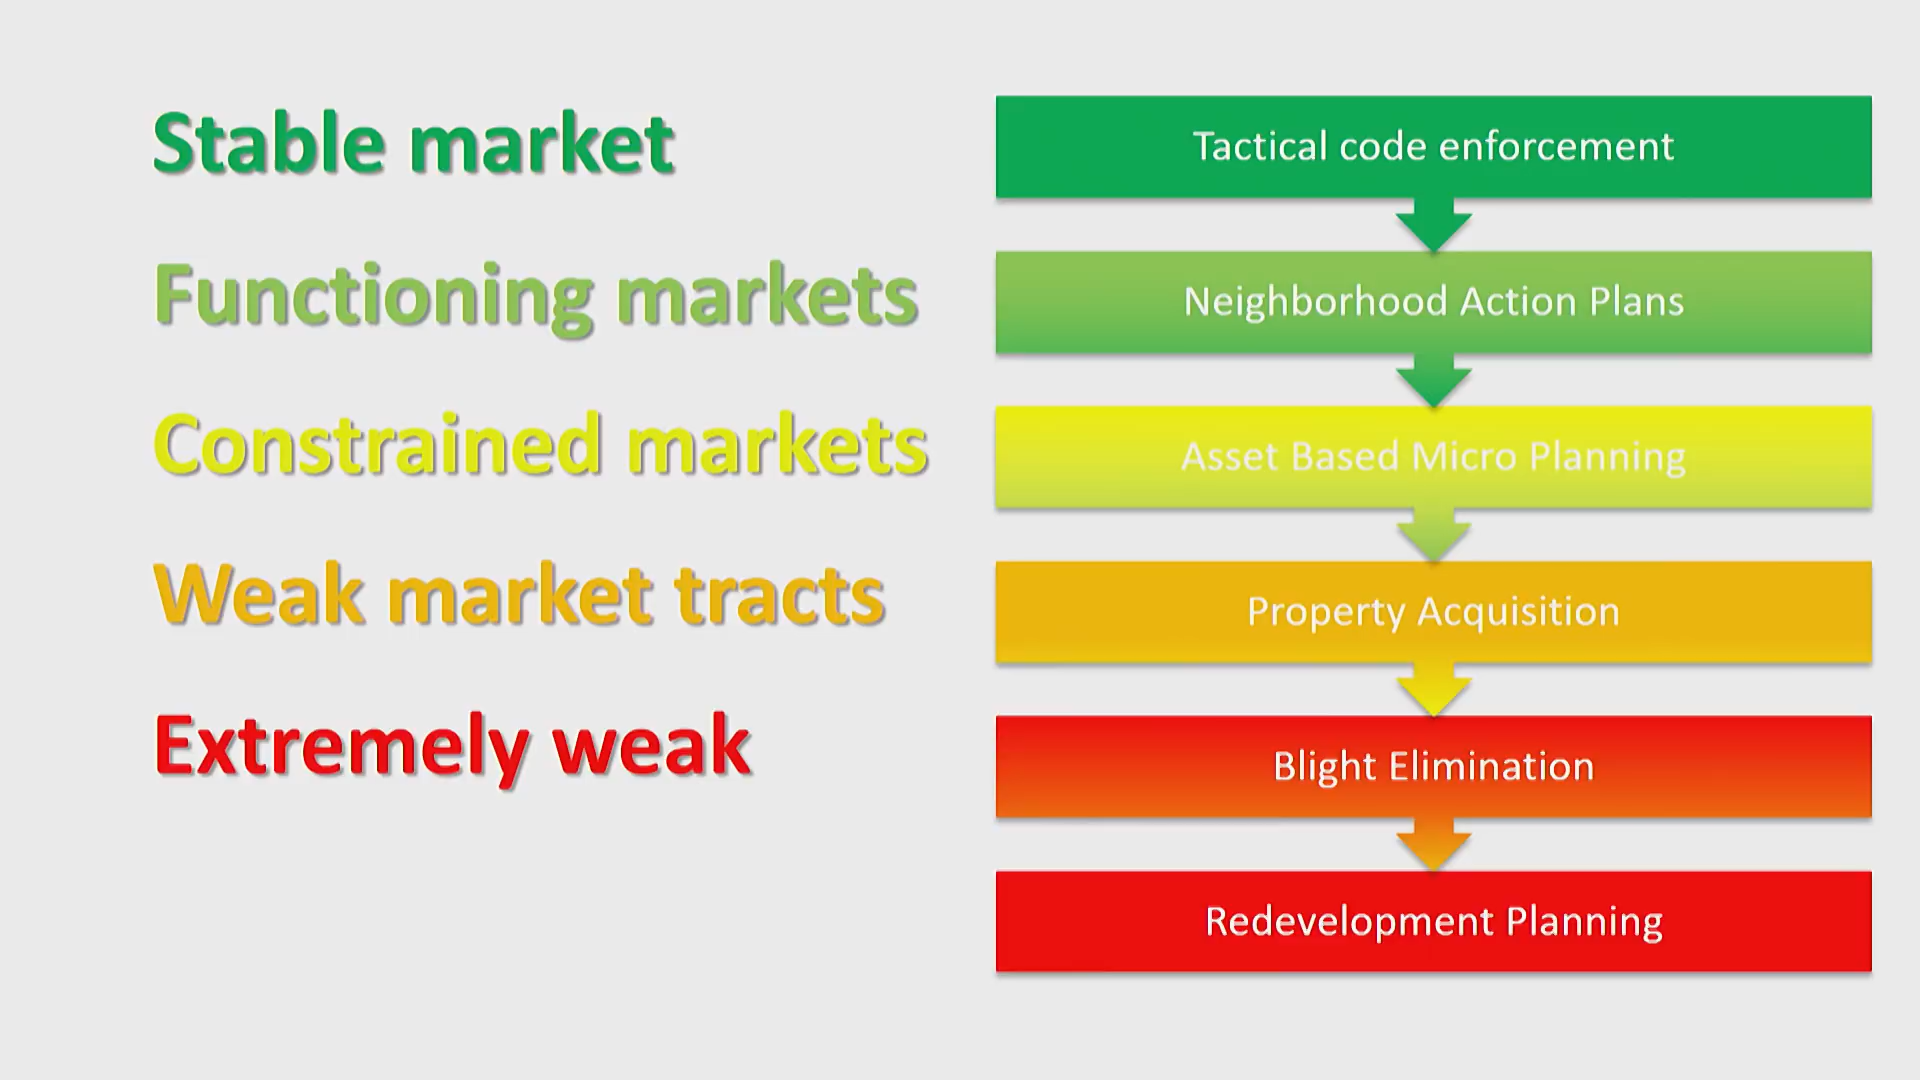 Stable market
Functioning markets
Constrained markets
Weak market tracts
Extremely weak
Tactical code enforcement
Neighborhood Action Plans
Asset Based Micro Planning
Property Acquisition
Blight Elimination
Redevelopment Planning